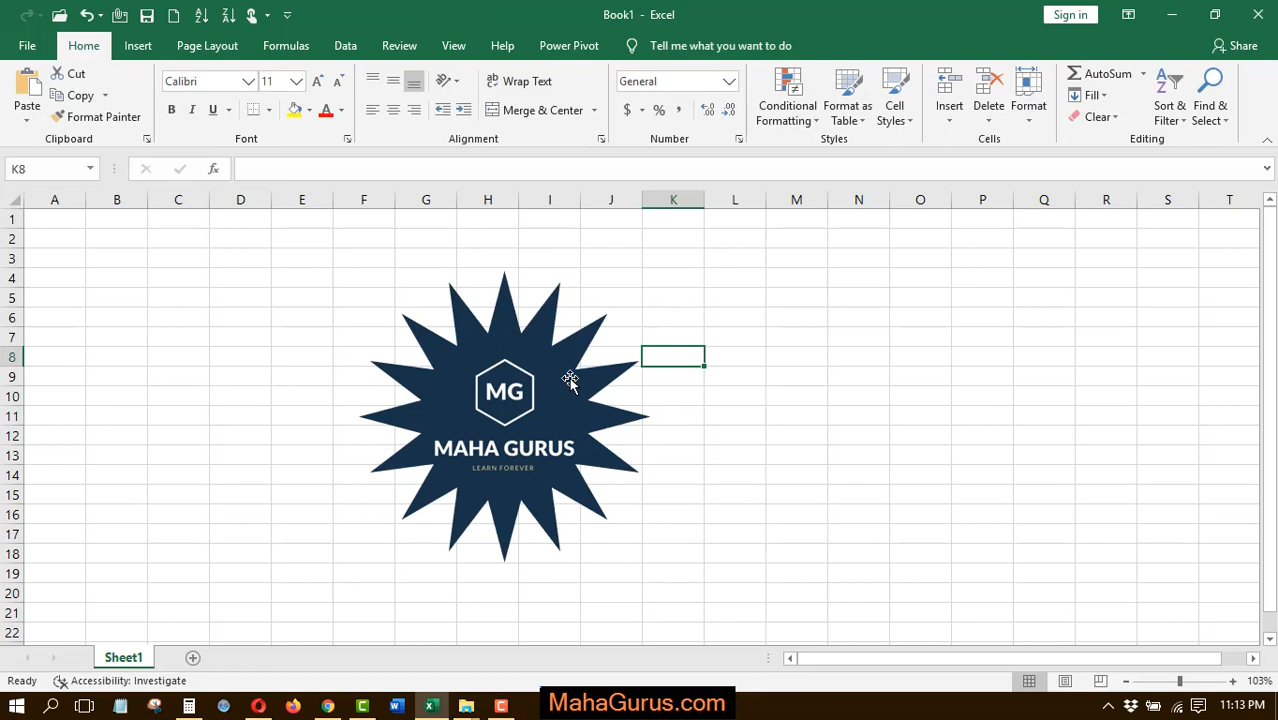 Book1 - Excel
Sign in
File Home Insert Page Layout Formulas Data Review View Help Power Pivot Tell me what you want to do Share
Paste
Cut
Copy
Format Painter
Clipboard
Calibri 11
B I U
Font
Wrap Text
Merge & Center
Alignment
General
$ % ,
Number
Conditional Formatting
Format as Table
Cell Styles
Styles
Insert Delete Format
Cells
AutoSum
Fill
Clear
Sort & Filter
Find & Select
Editing
K8 fx
A B C D E F G H I J K L M N O P Q R S T
1
2
3
4
5
6
7
8
9
10
11
12
13
14
15
16
17
18
19
20
21
22
MG
MAHA GURUS
LEARN FOREVER
Sheet1
Ready Accessibility: Investigate 103%
MahaGurus.com
11:13 PM